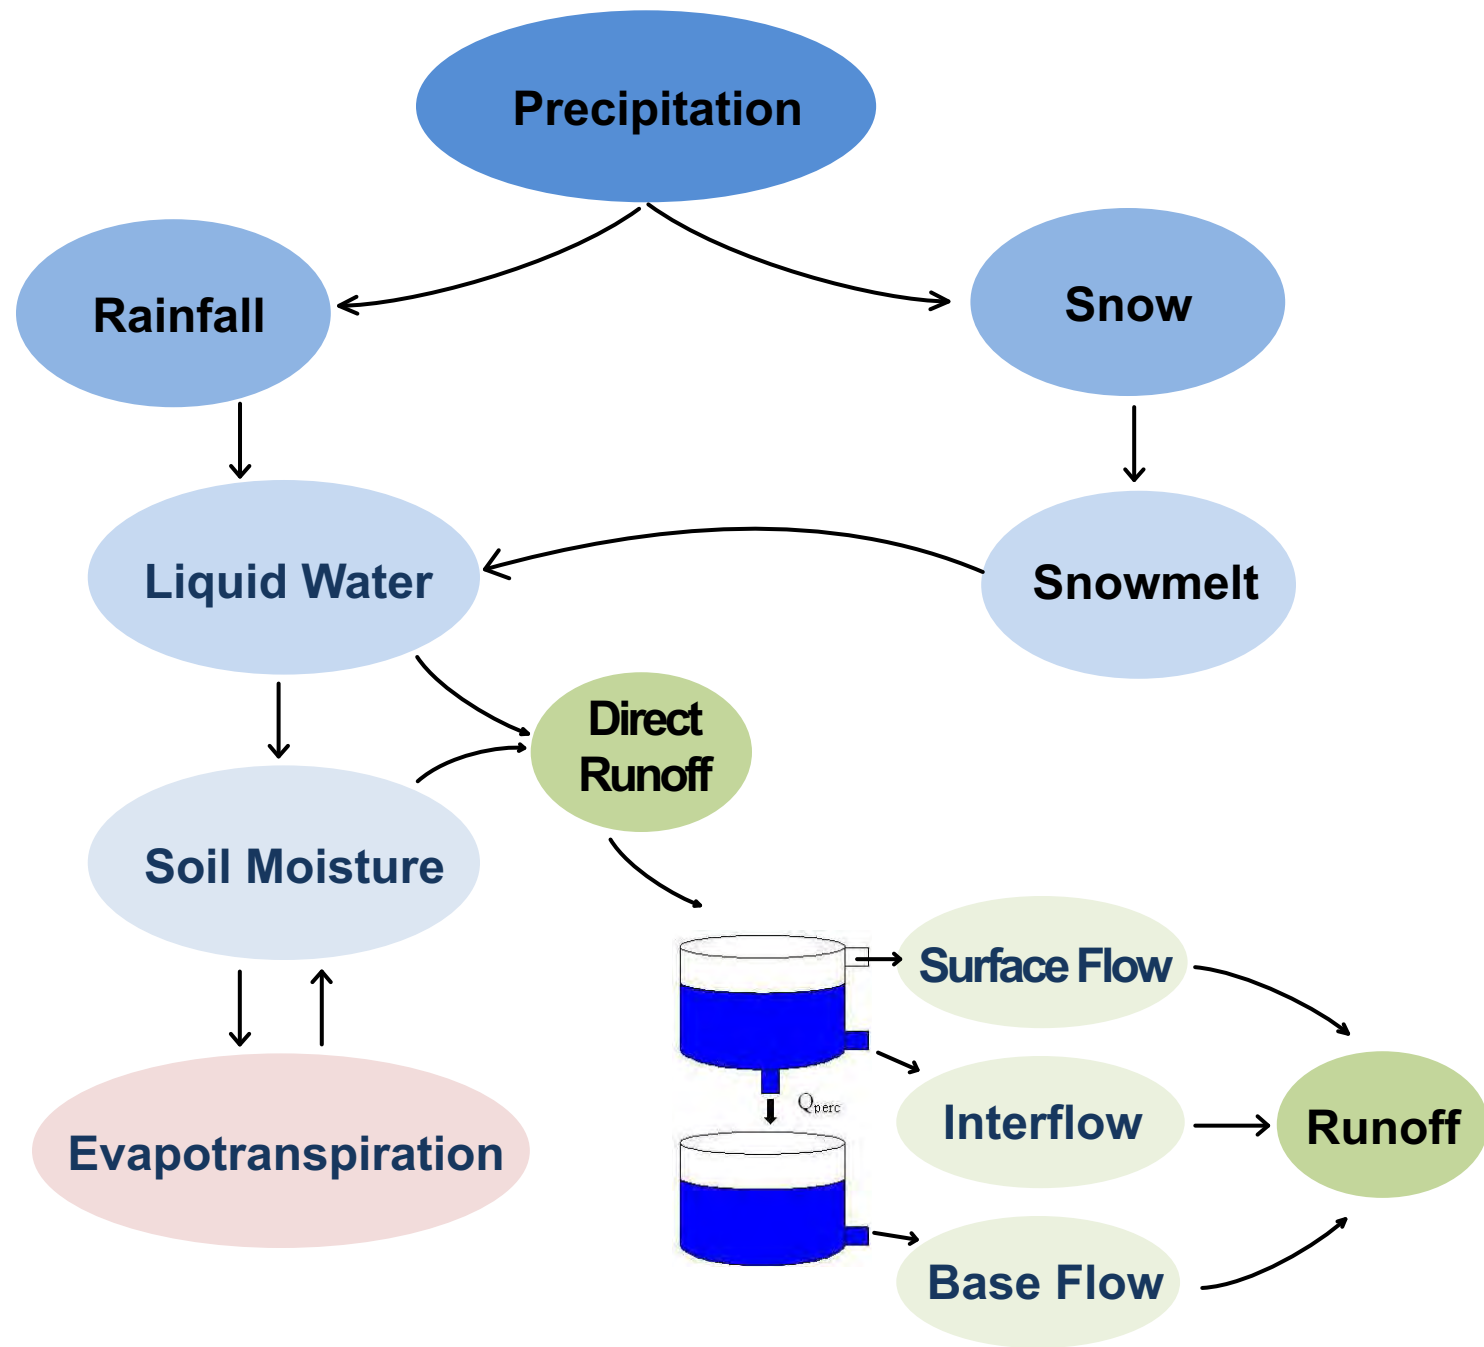 Precipitation
Rainfall
Snow
Liquid Water
Snowmelt
Direct
Runoff
Soil Moisture
Surface Flow
Qperc
Interflow
Runoff
Evapotranspiration
Base Flow